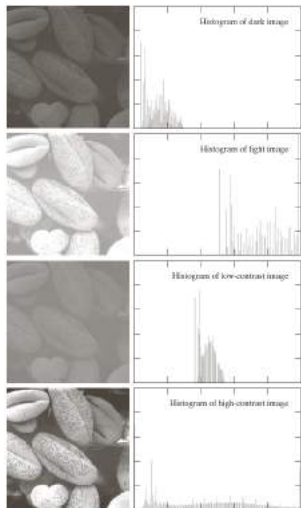 Histogram of dark image
Histogram of light image
Histogram of low-contrast image
Histogram of high-contrast image